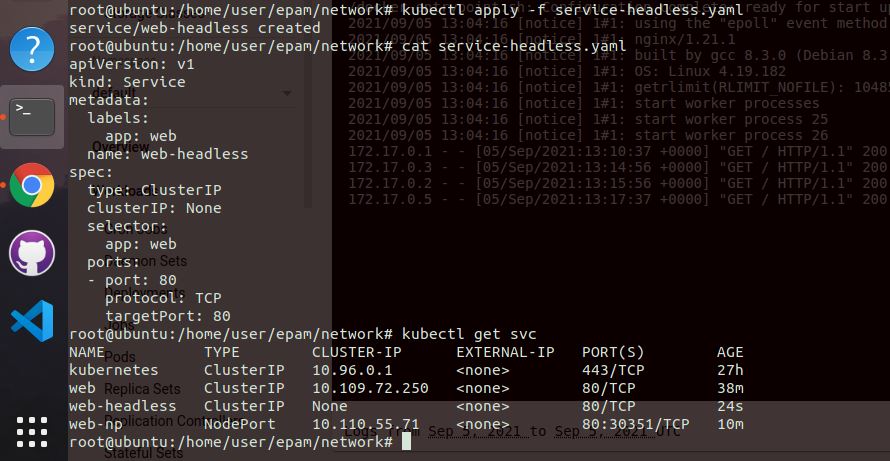 root@ubuntu:/home/user/epam/network# kubectl apply -f service-headless.yaml
service/web-headless created
root@ubuntu:/home/user/epam/network# cat service-headless.yaml
apiVersion: v1
kind: Service
metadata:
  labels:
    app: web
  name: web-headless
spec:
  type: ClusterIP
  clusterIP: None
  selector:
    app: web
  ports:
  - port: 80
    protocol: TCP
    targetPort: 80
root@ubuntu:/home/user/epam/network# kubectl get svc
NAME           TYPE        CLUSTER-IP      EXTERNAL-IP   PORT(S)        AGE
kubernetes     ClusterIP   10.96.0.1       <none>        443/TCP        27h
web            ClusterIP   10.109.72.250   <none>        80/TCP         38m
web-headless   ClusterIP   None            <none>        80/TCP         24s
web-np         NodePort    10.110.55.71    <none>        80:30351/TCP   10m
root@ubuntu:/home/user/epam/network#
ready for start up
2021/09/05 13:04:16 [notice] 1#1: using the "epoll" event method
2021/09/05 13:04:16 [notice] 1#1: nginx/1.21.1
2021/09/05 13:04:16 [notice] 1#1: built by gcc 8.3.0 (Debian 8.3
2021/09/05 13:04:16 [notice] 1#1: OS: Linux 4.19.182
2021/09/05 13:04:16 [notice] 1#1: getrlimit(RLIMIT_NOFILE): 10485
2021/09/05 13:04:16 [notice] 1#1: start worker processes
2021/09/05 13:04:16 [notice] 1#1: start worker process 25
2021/09/05 13:04:16 [notice] 1#1: start worker process 26
172.17.0.1 - - [05/Sep/2021:13:10:37 +0000] "GET / HTTP/1.1" 200
172.17.0.3 - - [05/Sep/2021:13:14:56 +0000] "GET / HTTP/1.1" 200
172.17.0.2 - - [05/Sep/2021:13:15:56 +0000] "GET / HTTP/1.1" 200
172.17.0.5 - - [05/Sep/2021:13:17:37 +0000] "GET / HTTP/1.1" 200
default
Overview
Cron Jobs
Daemon Sets
Deployments
Jobs
Pods
Replica Sets
Replication Controllers
Stateful Sets
Logs from Sep 5, 2021 to Sep 5, 2021 UTC